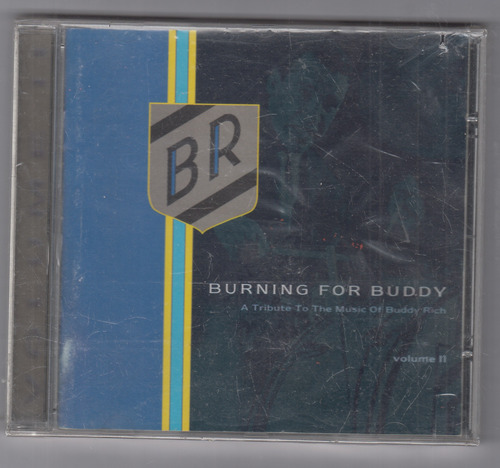 BR
BURNING FOR BUDDY
A Tribute To The Music Of Buddy Rich
volume II